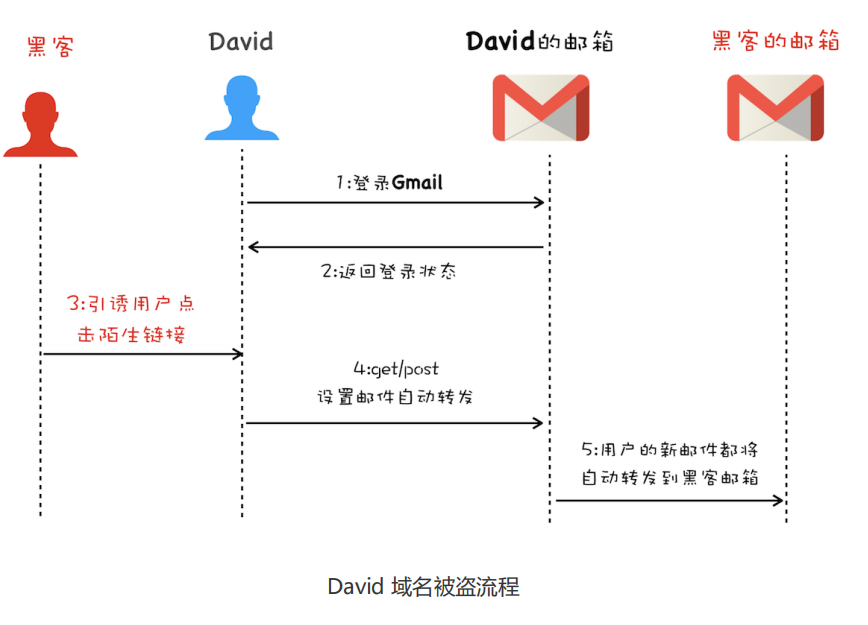 黑客
David
David的邮箱
黑客的邮箱
1:登录Gmail
2:返回登录状态
3:引诱用户点
击陌生链接
4:get/post
设置邮件自动转发
5:用户的新邮件都将
自动转发到黑客邮箱
David 域名被盗流程